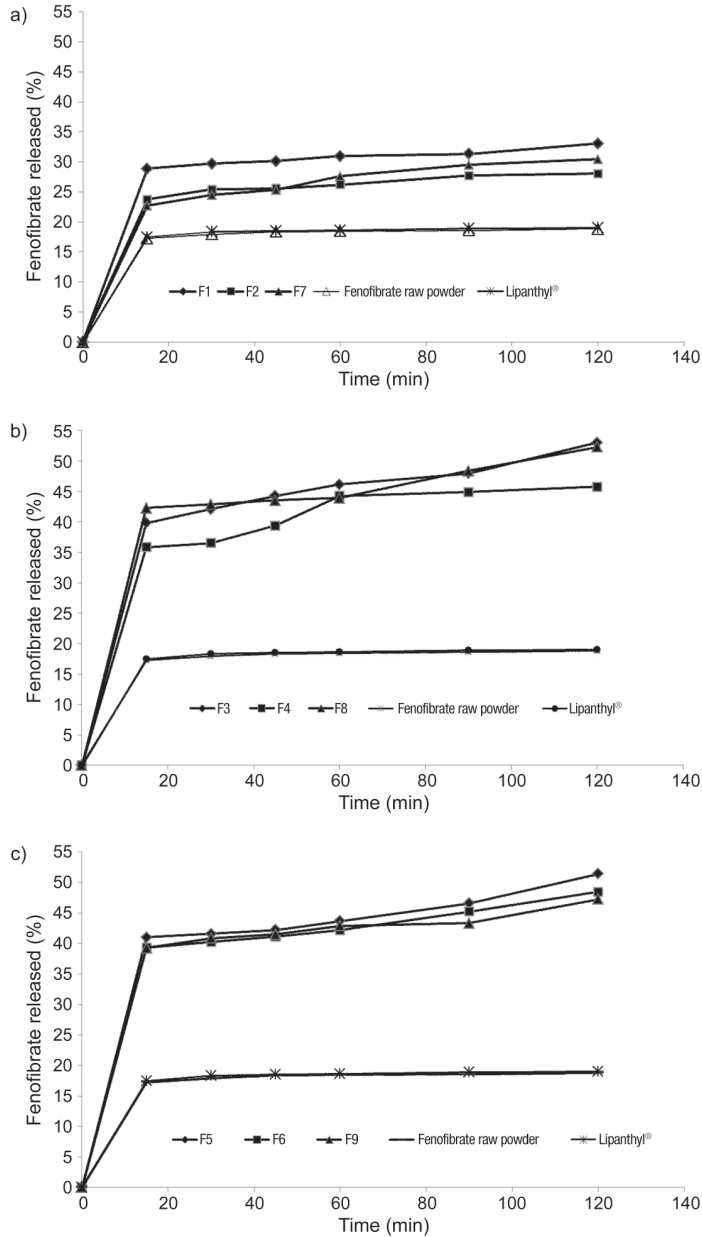 a)
Fenofibrate released (%)
55
50
45
40
35
30
25
20
15
10
5
0
F1 F2 F7 Fenofibrate raw powder Lipanthyl®
0 20 40 60 80 100 120 140
Time (min)
b)
Fenofibrate released (%)
55
50
45
40
35
30
25
20
15
10
5
0
F3 F4 F8 Fenofibrate raw powder Lipanthyl®
0 20 40 60 80 100 120 140
Time (min)
c)
Fenofibrate released (%)
55
50
45
40
35
30
25
20
15
10
5
0
F5 F6 F9 Fenofibrate raw powder Lipanthyl®
0 20 40 60 80 100 120 140
Time (min)